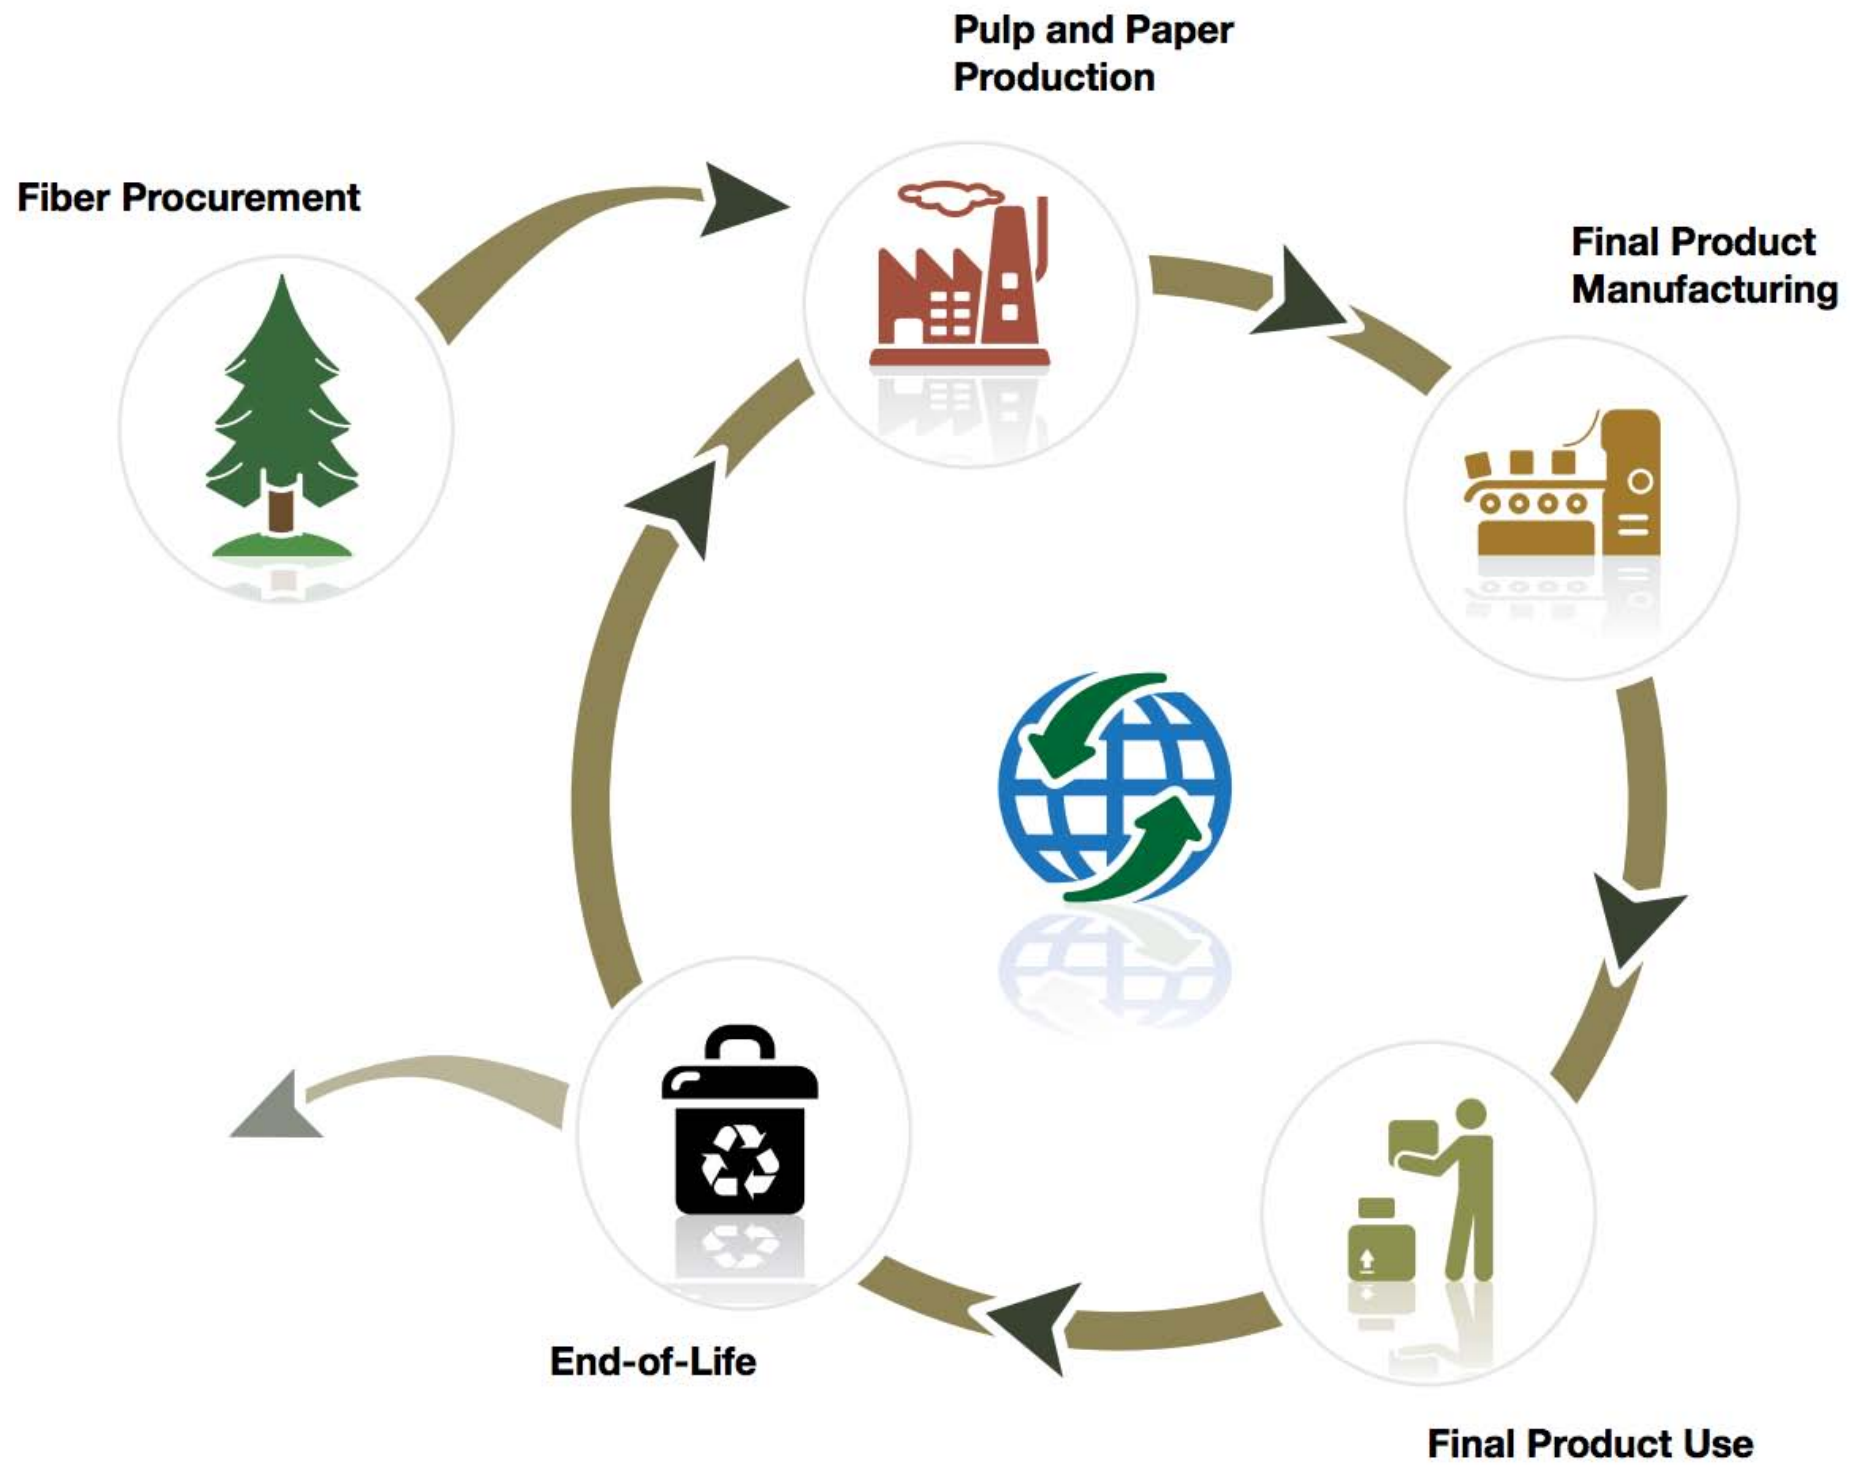 Pulp and Paper
Production
Fiber Procurement
Final Product
Manufacturing
End-of-Life
Final Product Use